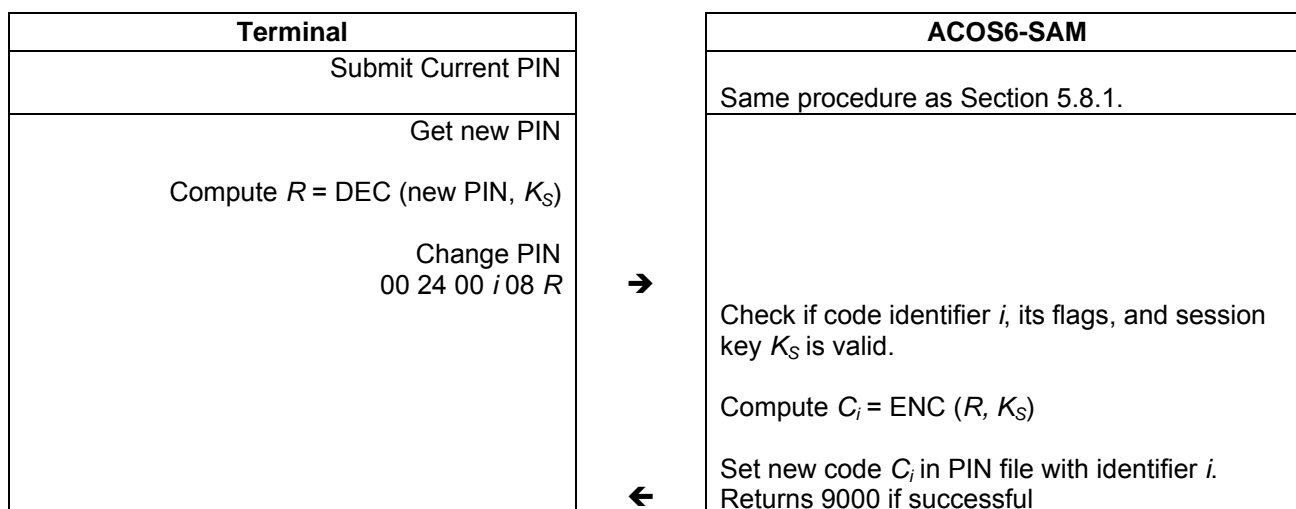 Terminal
ACOS6-SAM
Submit Current PIN
Same procedure as Section 5.8.1.
Get new PIN
Compute R = DEC (new PIN, KS)
Change PIN
00 24 00 i 08 R
➔
Check if code identifier i, its flags, and session
key KS is valid.
Compute Ci = ENC (R, KS)
Set new code Ci in PIN file with identifier i.
🡸
Returns 9000 if successful